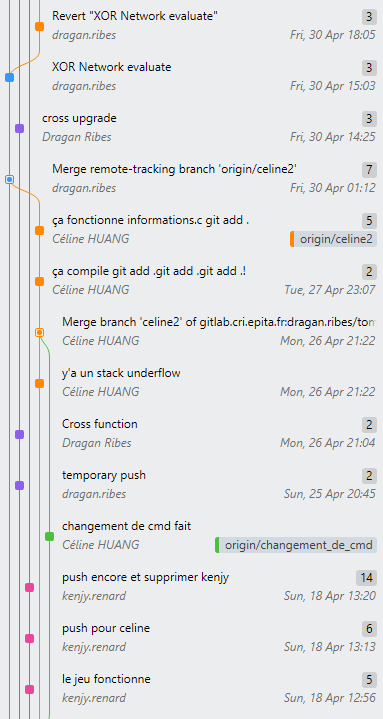 Revert "XOR Network evaluate" 3
dragan.ribes Fri, 30 Apr 18:05
XOR Network evaluate 3
dragan.ribes Fri, 30 Apr 15:03
cross upgrade 3
Dragan Ribes Fri, 30 Apr 14:25
Merge remote-tracking branch 'origin/celine2' 7
dragan.ribes Fri, 30 Apr 01:12
ça fonctionne informations.c git add . 5
Céline HUANG origin/celine2
ça compile git add .git add .git add .! 2
Céline HUANG Tue, 27 Apr 23:07
Merge branch 'celine2' of gitlab.cri.epita.fr:dragan.ribes/tom
Céline HUANG Mon, 26 Apr 21:22
y'a un stack underflow
Céline HUANG Mon, 26 Apr 21:22
Cross function 2
Dragan Ribes Mon, 26 Apr 21:04
temporary push 2
dragan.ribes Sun, 25 Apr 20:45
changement de cmd fait
Céline HUANG origin/changement_de_cmd
push encore et supprimer kenjy 14
kenjy.renard Sun, 18 Apr 13:20
push pour celine 6
kenjy.renard Sun, 18 Apr 13:13
le jeu fonctionne 5
kenjy.renard Sun, 18 Apr 12:56